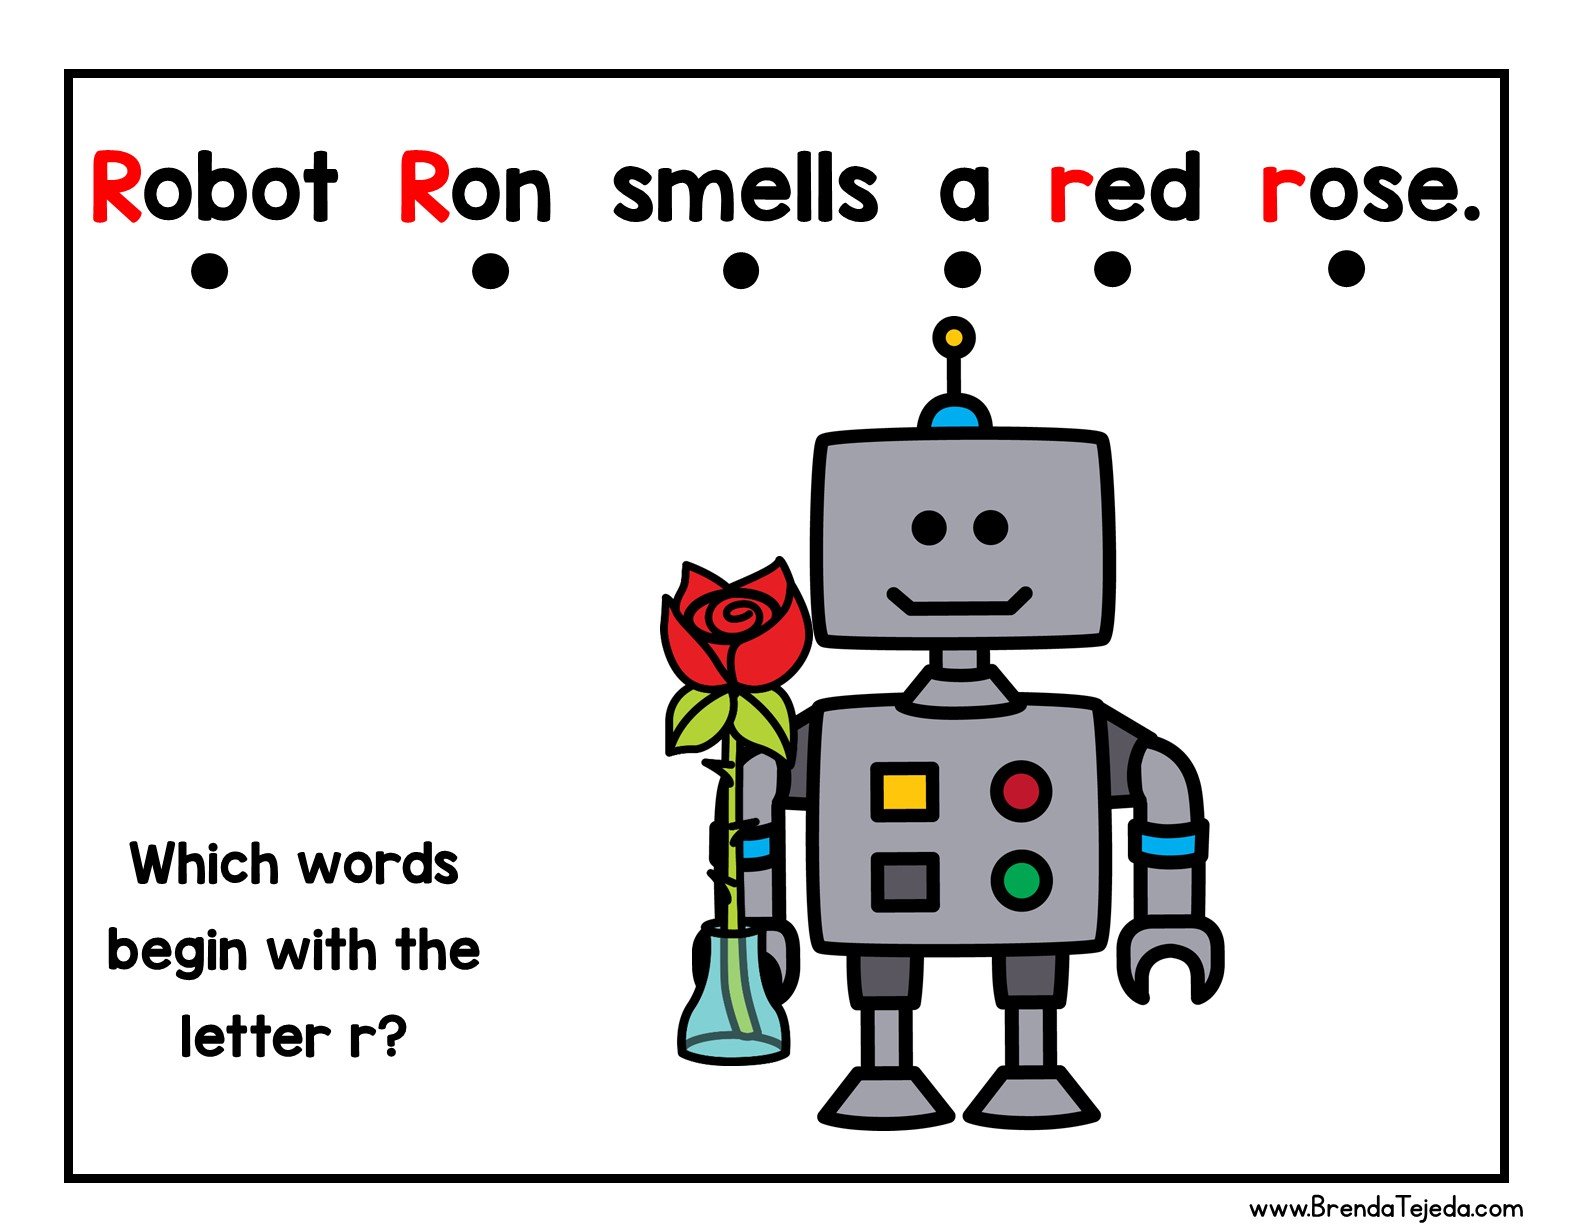 Robot Ron smells a red rose.
Which words
begin with the
letter r?
www.BrendaTejeda.com